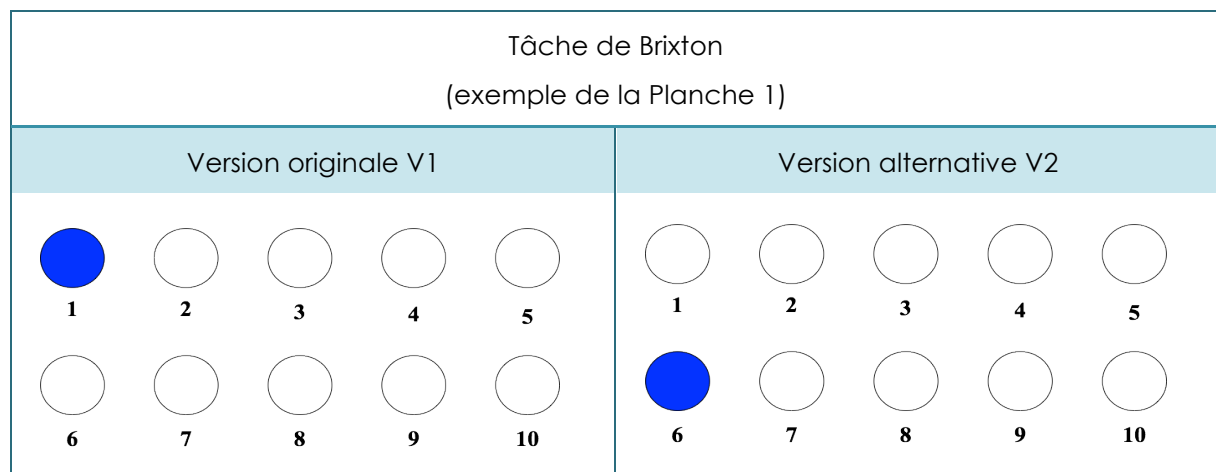 Tâche de Brixton
(exemple de la Planche 1)
Version originale V1
Version alternative V2
1 2 3 4 5
6 7 8 9 10
1 2 3 4 5
6 7 8 9 10